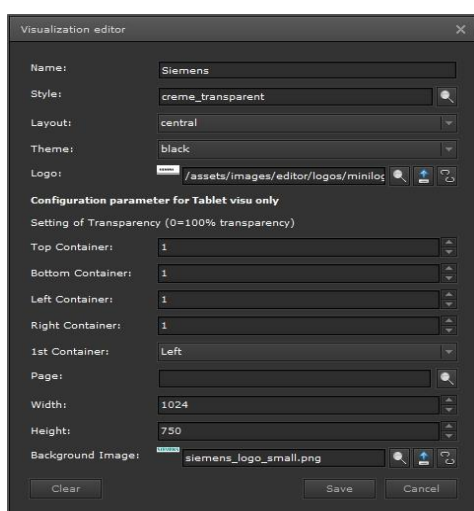 Visualization editor
Name: Siemens
Style: creme_transparent
Layout: central
Theme: black
Logo: /assets/images/editor/logos/minilog
Configuration parameter for Tablet visu only
Setting of Transparency (0=100% transparency)
Top Container: 1
Bottom Container: 1
Left Container: 1
Right Container: 1
1st Container: Left
Page:
Width: 1024
Height: 750
Background Image: SIEMENS siemens_logo_small.png
Clear Save Cancel